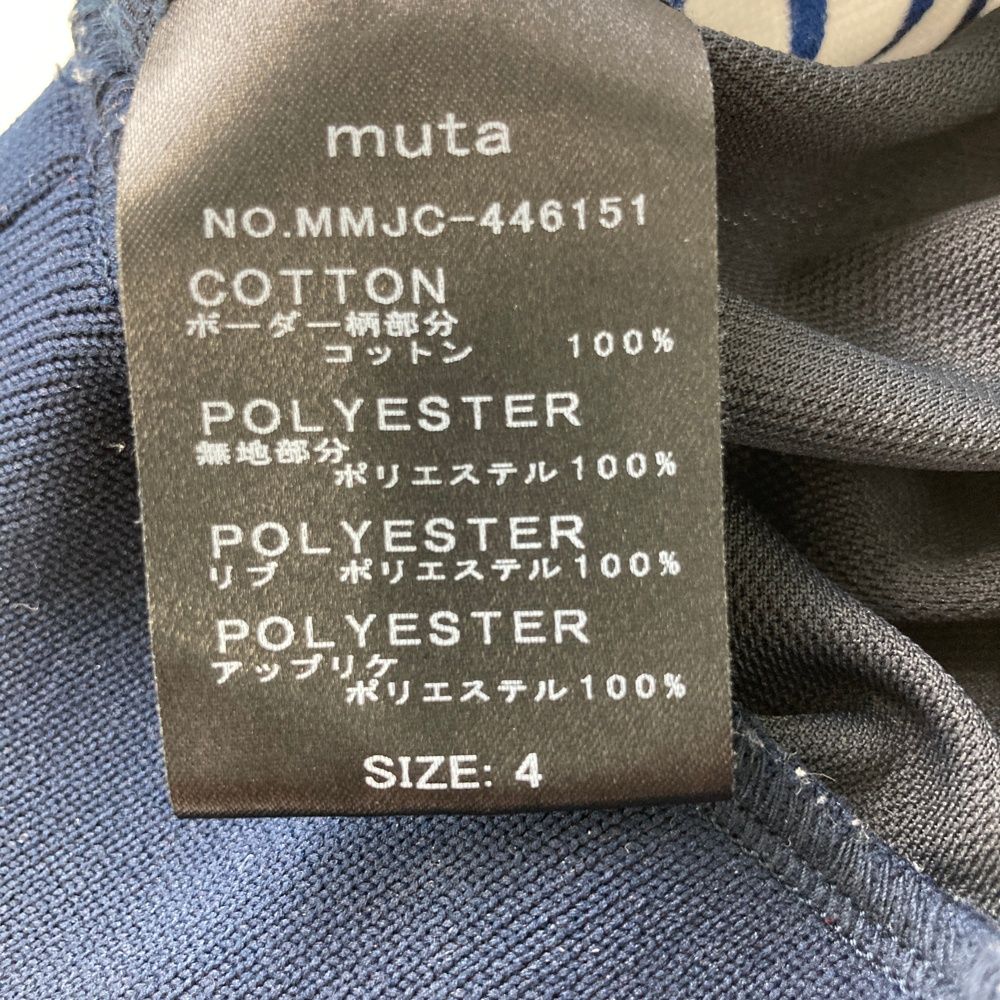 muta
NO.MMJC-446151
COTTON
ボーダー柄部分
コットン 100%
POLYESTER
無地部分
ポリエステル100%
POLYESTER
リブ ポリエステル100%
POLYESTER
アップリケ
ポリエステル100%
SIZE: 4